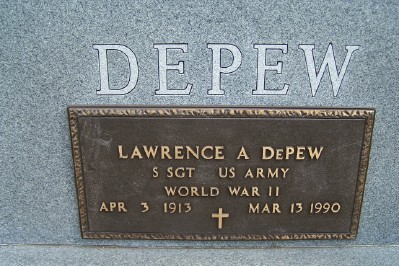 DEPEW
LAWRENCE A DePEW
S SGT US ARMY
WORLD WAR II
APR 3 1913 MAR 13 1990